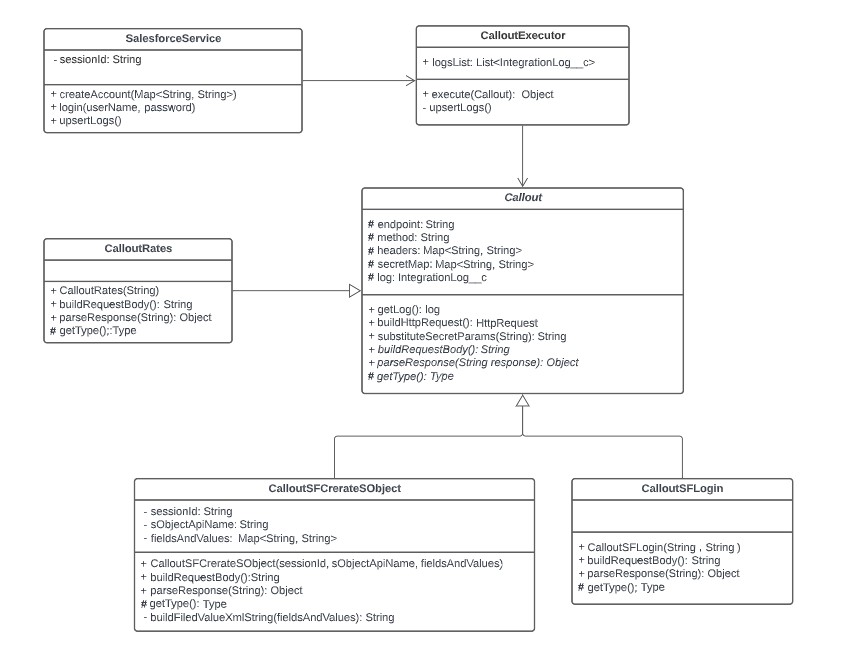 SalesforceService
- sessionId: String
+ createAccount(Map<String, String>)
+ login(userName, password)
+ upsertLogs()
CalloutExecutor
+ logsList: List<IntegrationLog__c>
+ execute(Callout): Object
- upsertLogs()
Callout
# endpoint: String
# method: String
# headers: Map<String, String>
# secretMap: Map<String, String>
# log: IntegrationLog__c
+ getLog(): log
+ buildHttpRequest(): HttpRequest
+ substituteSecretParams(String): String
+ buildRequestBody(): String
+ parseResponse(String response): Object
# getType(): Type
CalloutRates
+ CalloutRates(String)
+ buildRequestBody(): String
+ parseResponse(String): Object
# getType();:Type
CalloutSFCrerateSObject
- sessionId: String
- sObjectApiName: String
- fieldsAndValues: Map<String, String>
+ CalloutSFCrerateSObject(sessionId, sObjectApiName, fieldsAndValues)
+ buildRequestBody():String
+ parseResponse(String): Object
# getType(): Type
- buildFiledValueXmlString(fieldsAndValues): String
CalloutSFLogin
+ CalloutSFLogin(String , String )
+ buildRequestBody(): String
+ parseResponse(String): Object
# getType(); Type